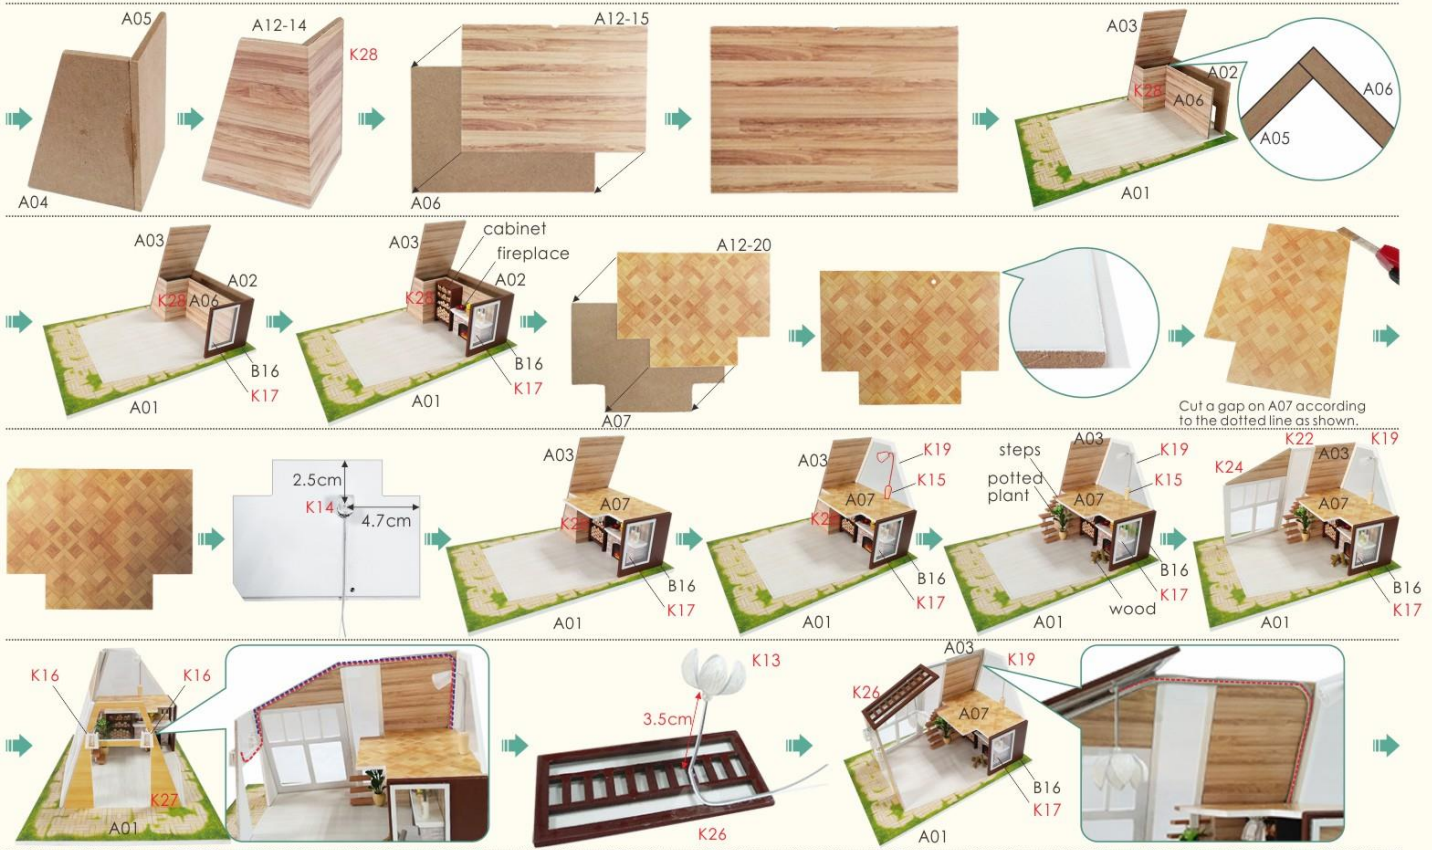 A05
A04
A12-14
K28
A12-15
A06
A03
A02
K28
A06
A01
A06
A05
A03
A02
K28
A06
B16
K17
A01
cabinet
fireplace
A03
A02
K28
B16
K17
A01
A12-20
A07
Cut a gap on A07 according
to the dotted line as shown.
2.5cm
K14
4.7cm
A03
A07
B16
K17
A01
K19
A03
K15
A07
B16
K17
A01
steps
A03
K19
potted
plant
K15
A07
B16
K17
wood
A01
K22
K19
K24
A03
A07
B16
K17
A01
K16
K16
K27
A01
K13
3.5cm
K26
A03
K19
K26
A07
B16
K17
A01